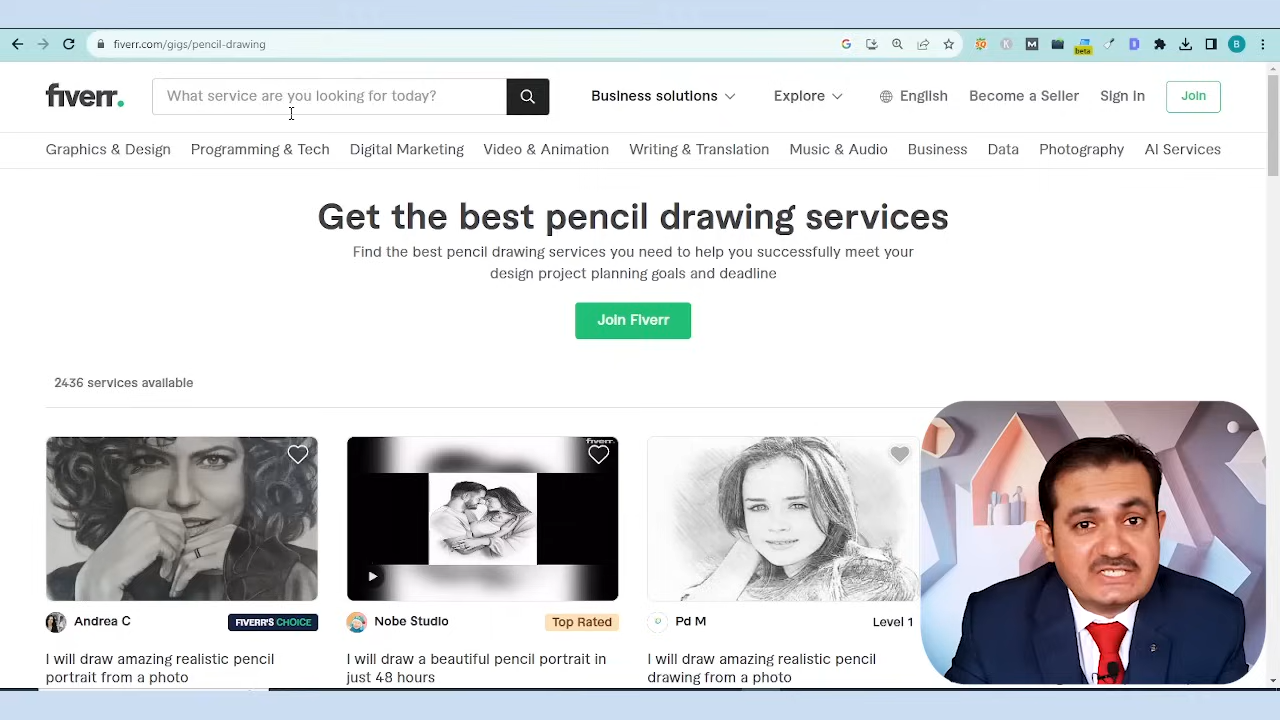 fiverr.com/gigs/pencil-drawing
beta
B
fiverr.
What service are you looking for today?
Business solutions
Explore
English
Become a Seller
Sign In
Join
Graphics & Design
Programming & Tech
Digital Marketing
Video & Animation
Writing & Translation
Music & Audio
Business
Data
Photography
AI Services
Get the best pencil drawing services
Find the best pencil drawing services you need to help you successfully meet your
design project planning goals and deadline
Join Fiverr
2436 services available
fiverr.
Andrea C
FIVERR'S CHOICE
Nobe Studio
Top Rated
Pd M
Level 1
I will draw amazing realistic pencil
portrait from a photo
I will draw a beautiful pencil portrait in
just 48 hours
I will draw amazing realistic pencil
drawing from a photo